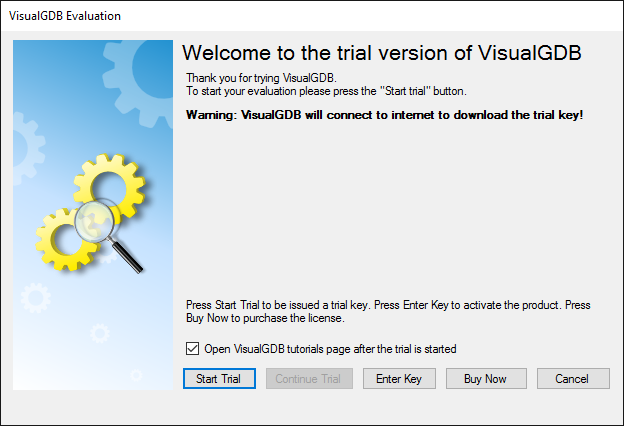 VisualGDB Evaluation
Welcome to the trial version of VisualGDB
Thank you for trying VisualGDB.
To start your evaluation please press the "Start trial" button.
Warning: VisualGDB will connect to internet to download the trial key!
Press Start Trial to be issued a trial key. Press Enter Key to activate the product. Press
Buy Now to purchase the license.
Open VisualGDB tutorials page after the trial is started
Start Trial
Continue Trial
Enter Key
Buy Now
Cancel